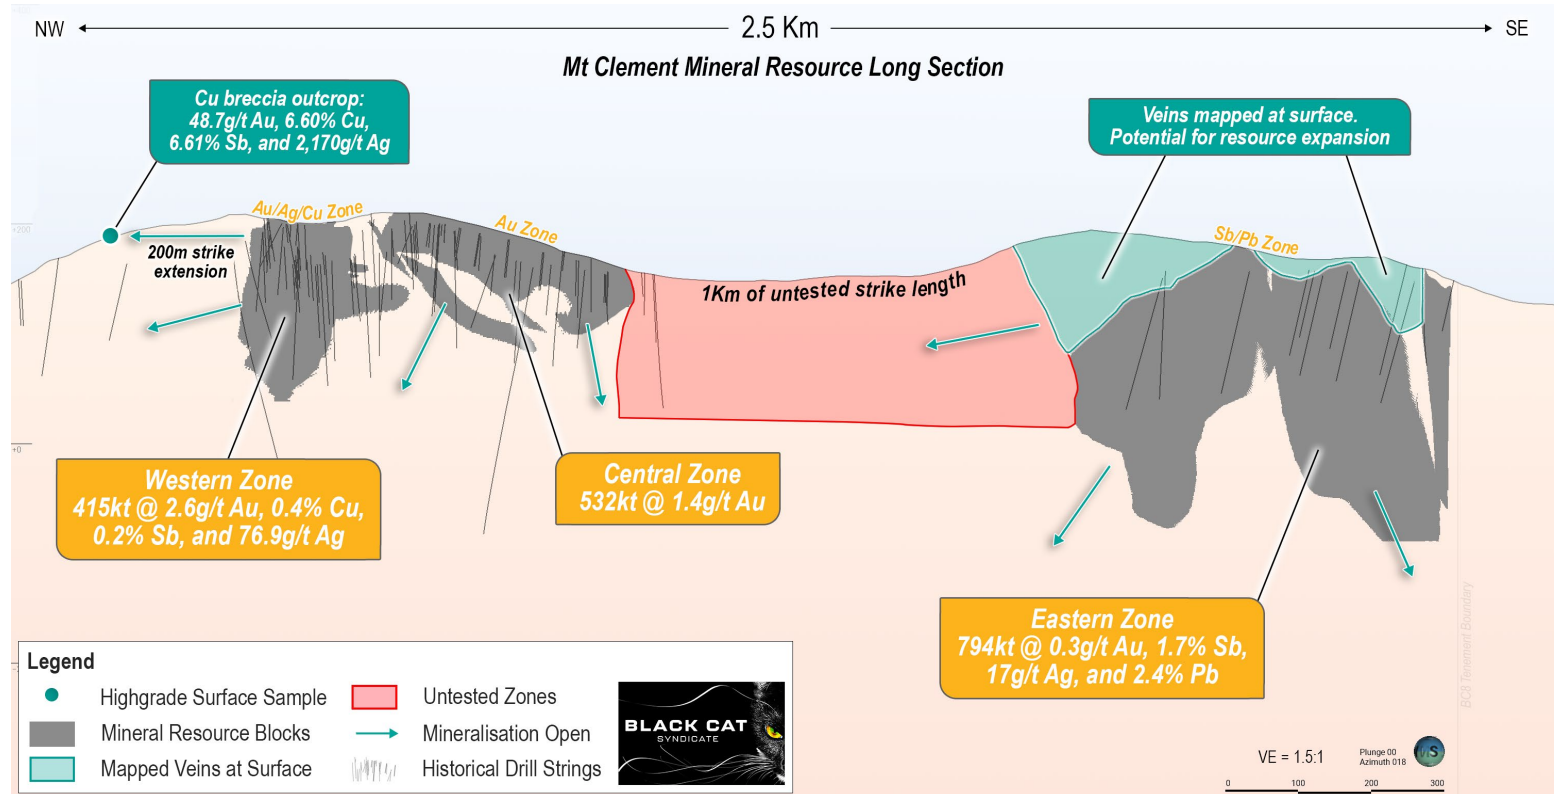 NW
2.5 Km
SE
Mt Clement Mineral Resource Long Section
Cu breccia outcrop:
48.7g/t Au, 6.60% Cu,
6.61% Sb, and 2,170g/t Ag
Veins mapped at surface.
Potential for resource expansion
Au/Ag/Cu Zone
Au Zone
Sb/Pb Zone
+200
200m strike
extension
1Km of untested strike length
+0
Western Zone
415kt @ 2.6g/t Au, 0.4% Cu,
0.2% Sb, and 76.9g/t Ag
Central Zone
532kt @ 1.4g/t Au
Eastern Zone
794kt @ 0.3g/t Au, 1.7% Sb,
17g/t Ag, and 2.4% Pb
BC8 Tenement Boundary
Legend
Highgrade Surface Sample
Untested Zones
Mineral Resource Blocks
Mineralisation Open
Mapped Veins at Surface
Historical Drill Strings
BLACK CAT
SYNDICATE
VE = 1.5:1
Plunge 00
Azimuth 018
S
0 100 200 300